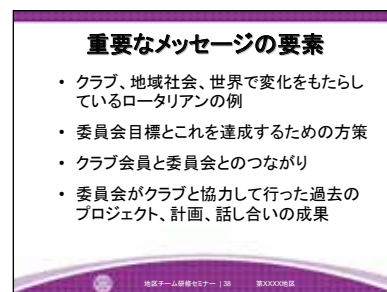 重要なメッセージの要素
• クラブ、地域社会、世界で変化をもたらし
ているロータリアンの例
• 委員会目標とこれを達成するための方策
• クラブ会員と委員会とのつながり
• 委員会がクラブと協力して行った過去の
プロジェクト、計画、話し合いの成果
地区チーム研修セミナー | 38 第XXXX地区